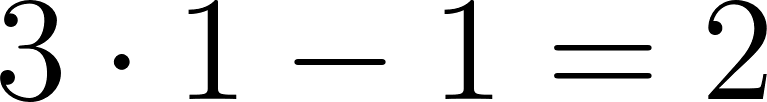 3 · 1 − 1 = 2